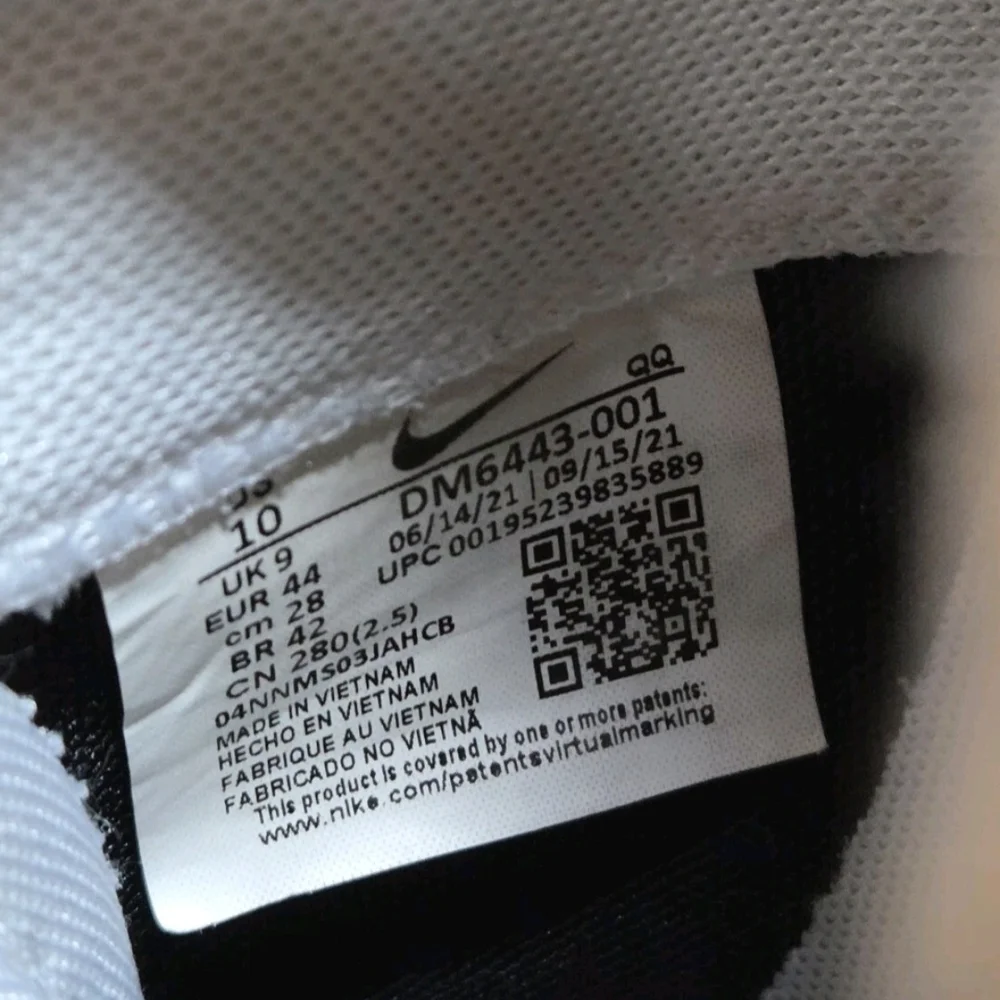 QQ
US
10
DM6443-001
06/14/21 | 09/15/21
UPC 00195239835889
UK 9
EUR 44
cm 28
BR 42
CN 280(2.5)
04NNMS03JAHCB
MADE IN VIETNAM
HECHO EN VIETNAM
FABRIQUE AU VIETNAM
FABRICADO NO VIETNÃ
This product is covered by one or more patents:
www.nike.com/patentsvirtualmarking